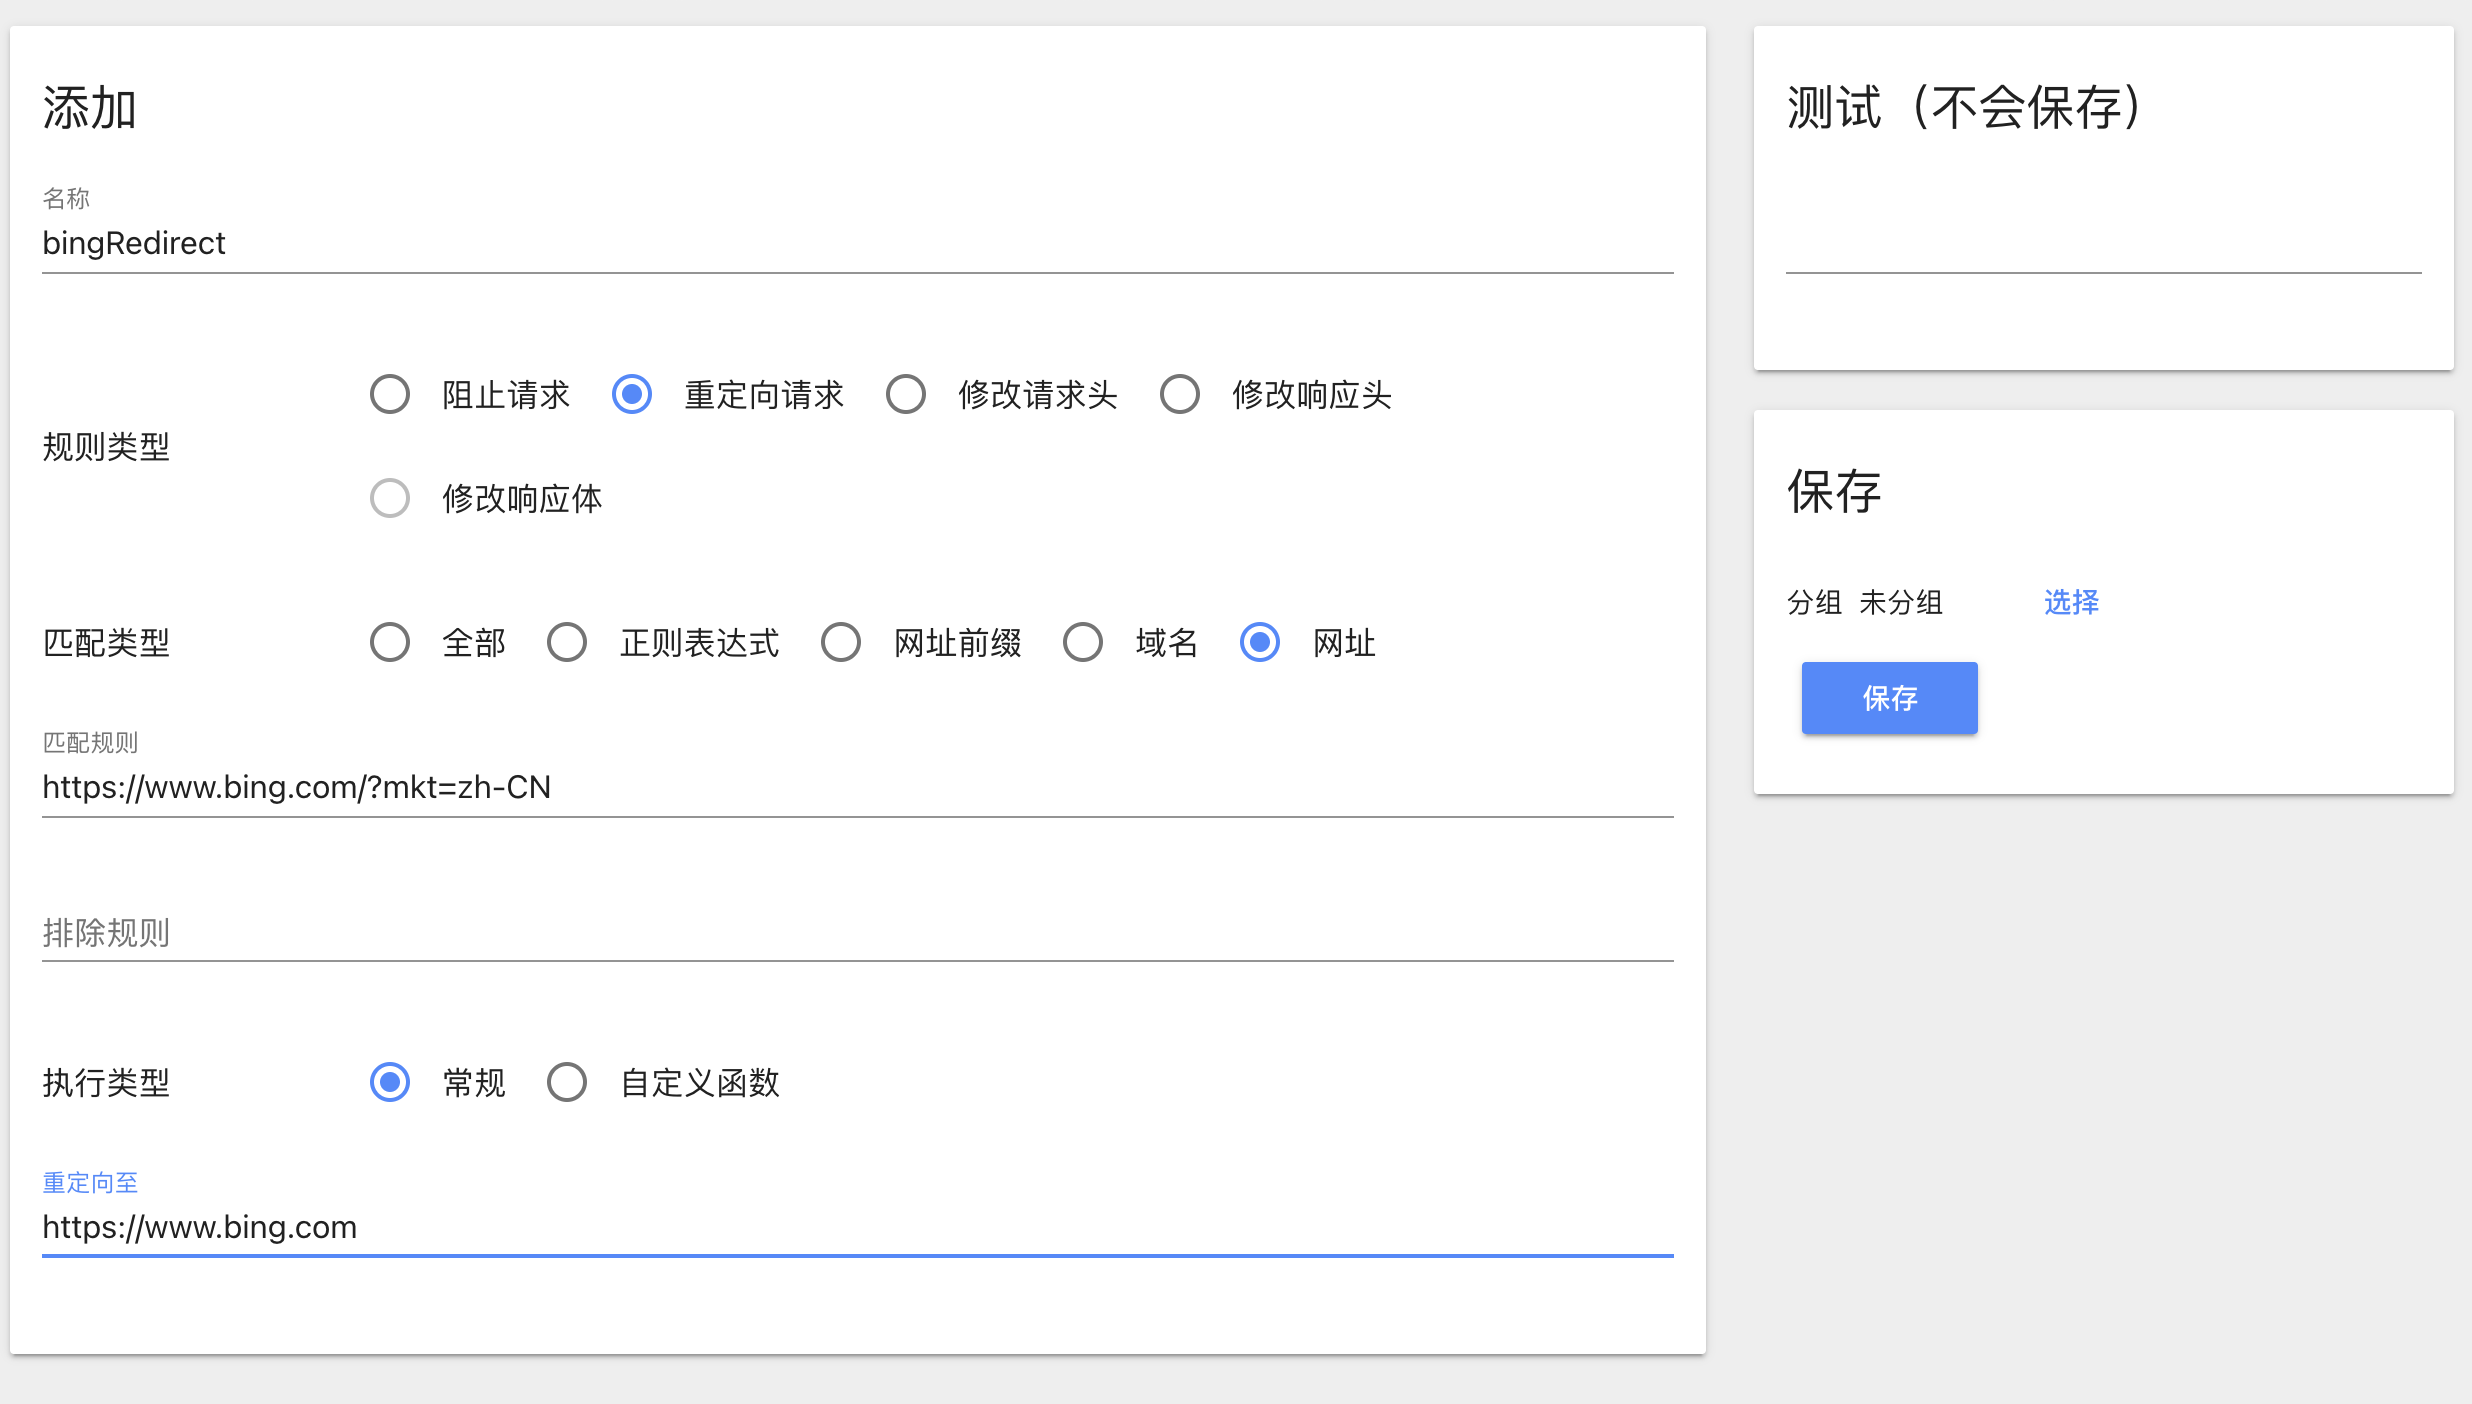 添加
名称
bingRedirect
规则类型
阻止请求 重定向请求 修改请求头 修改响应头
修改响应体
匹配类型 全部 正则表达式 网址前缀 域名 网址
匹配规则
https://www.bing.com/?mkt=zh-CN
排除规则
执行类型 常规 自定义函数
重定向至
https://www.bing.com
测试（不会保存）
保存
分组 未分组 选择
保存